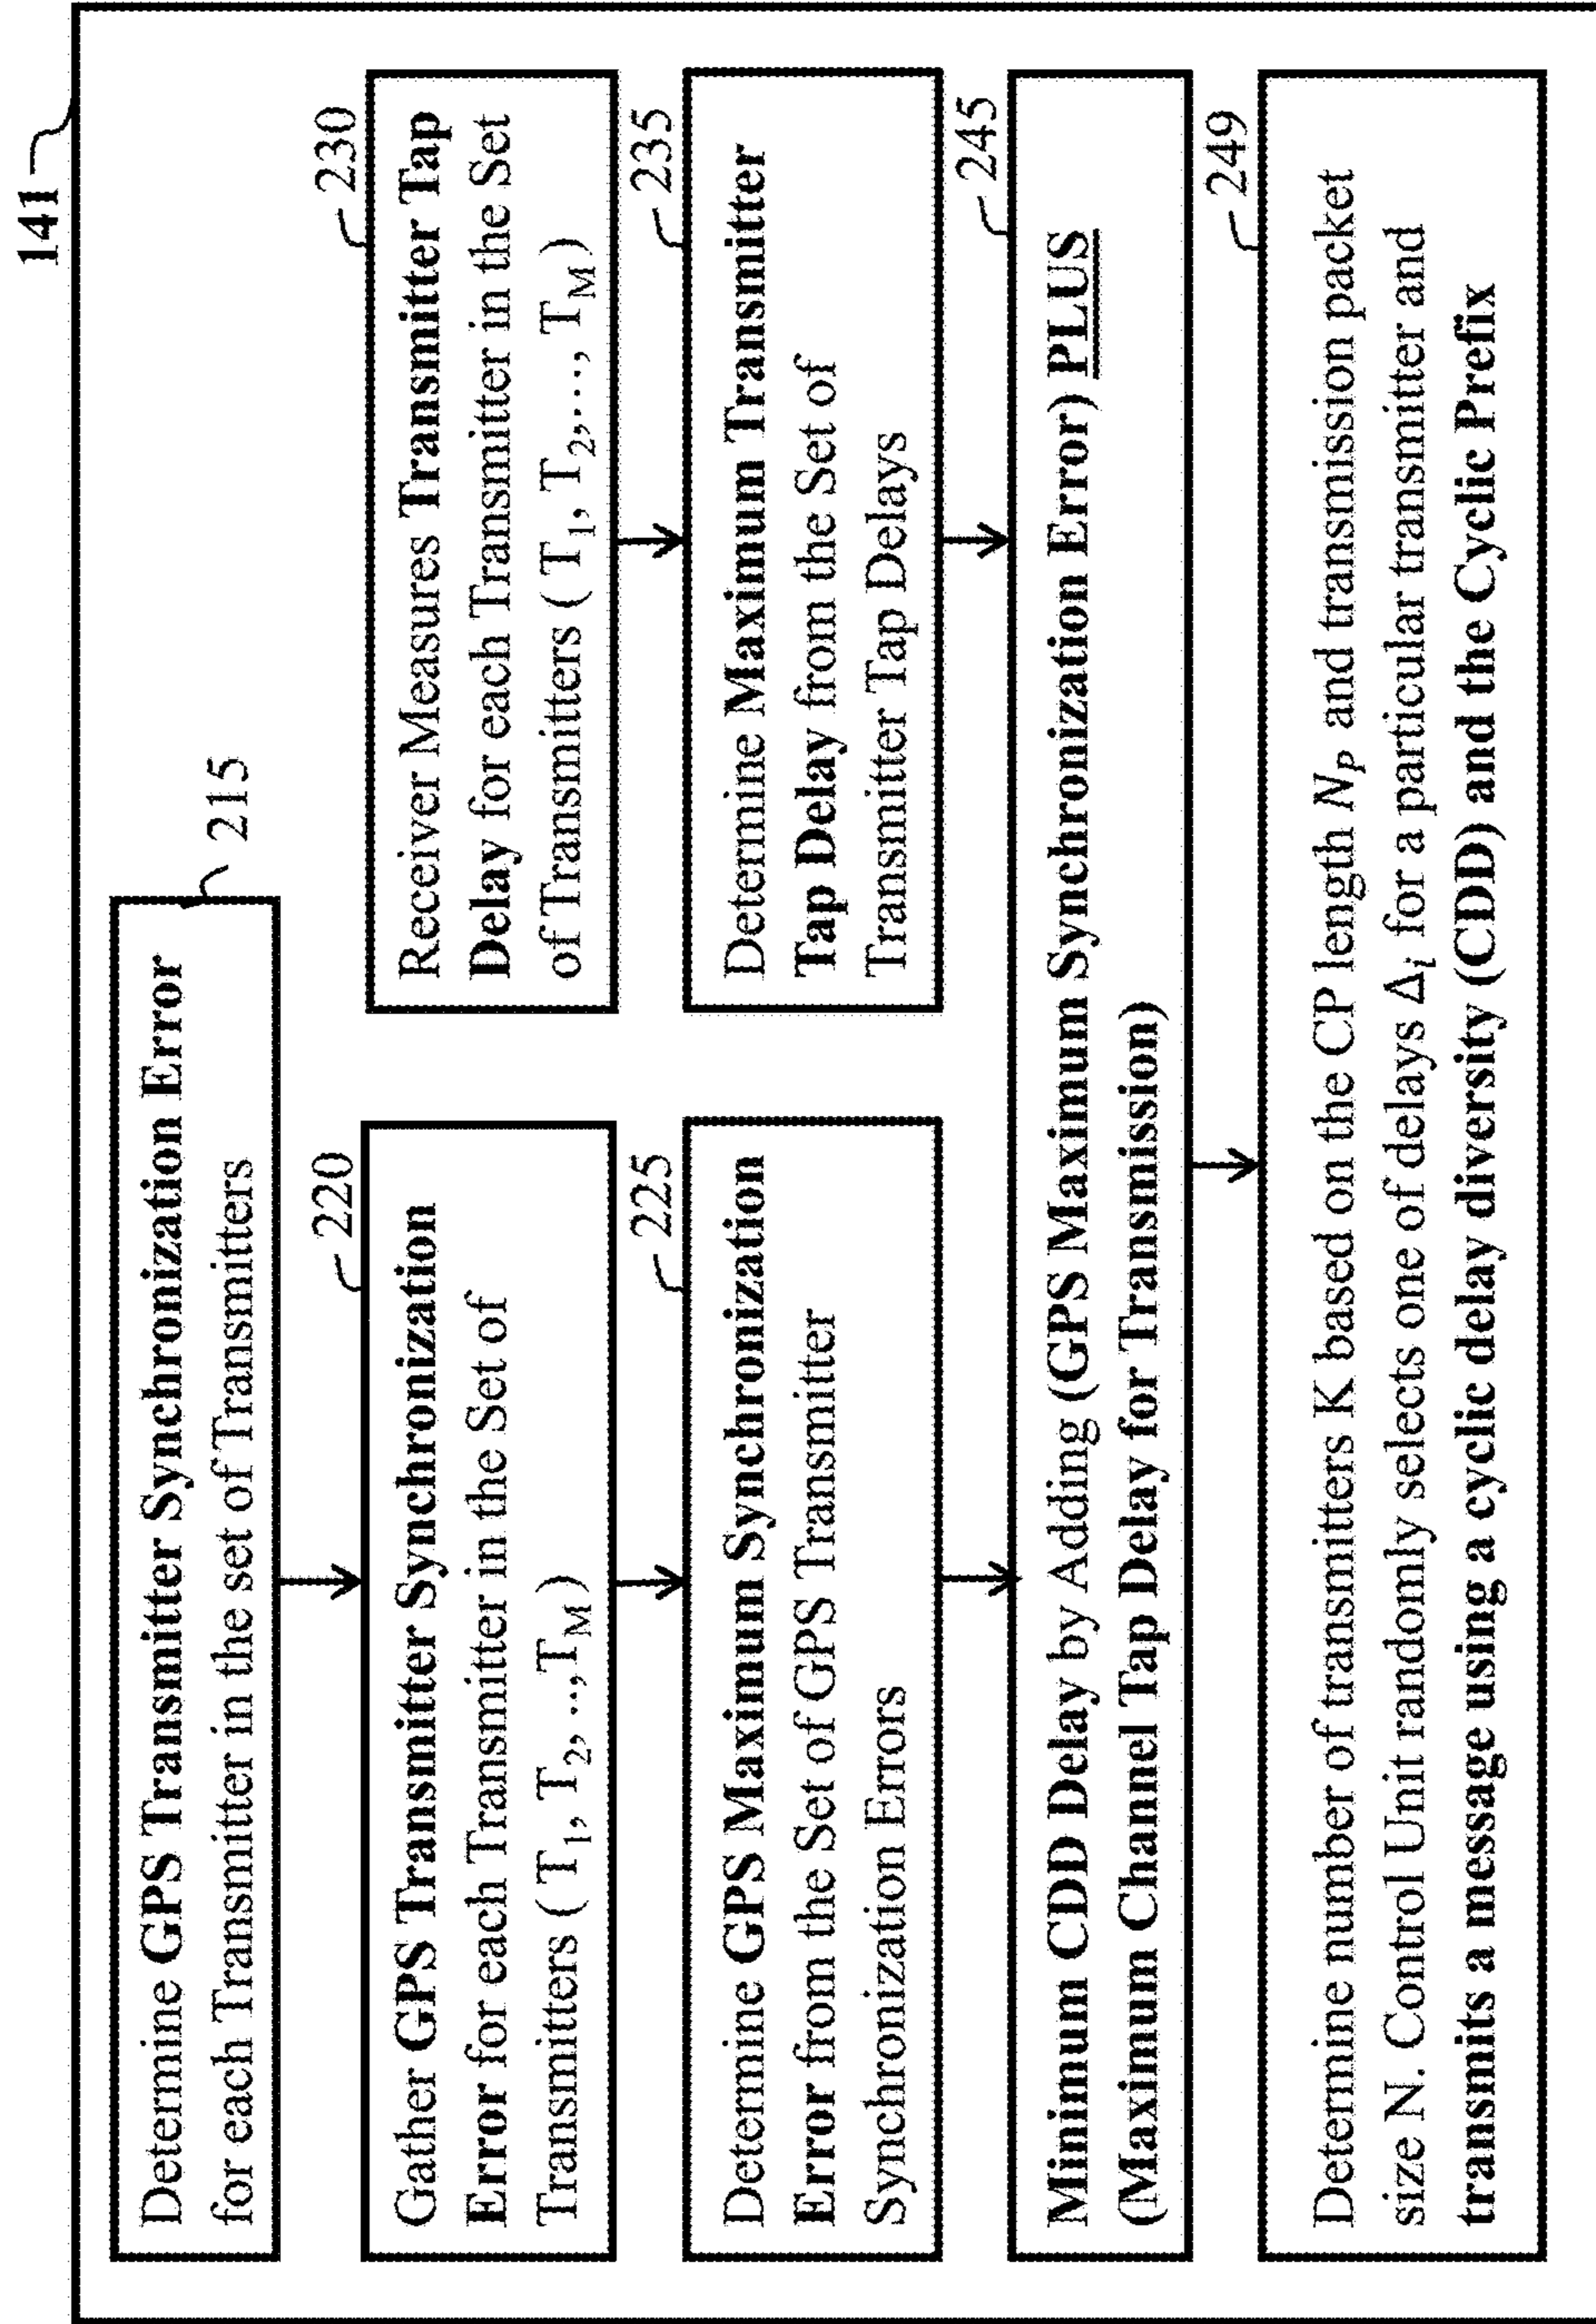 141
215
Determine GPS Transmitter Synchronization Error
for each Transmitter in the set of Transmitters
220
Gather GPS Transmitter Synchronization
Error for each Transmitter in the Set of
Transmitters ( T1, T2, ..,TM)
225
Determine GPS Maximum Synchronization
Error from the Set of GPS Transmitter
Synchronization Errors
230
Receiver Measures Transmitter Tap
Delay for each Transmitter in the Set
of Transmitters ( T1, T2,..., TM)
235
Determine Maximum Transmitter
Tap Delay from the Set of
Transmitter Tap Delays
245
Minimum CDD Delay by Adding (GPS Maximum Synchronization Error) PLUS
(Maximum Channel Tap Delay for Transmission)
249
Determine number of transmitters K based on the CP length NP and transmission packet
size N. Control Unit randomly selects one of delays Δi for a particular transmitter and
transmits a message using a cyclic delay diversity (CDD) and the Cyclic Prefix